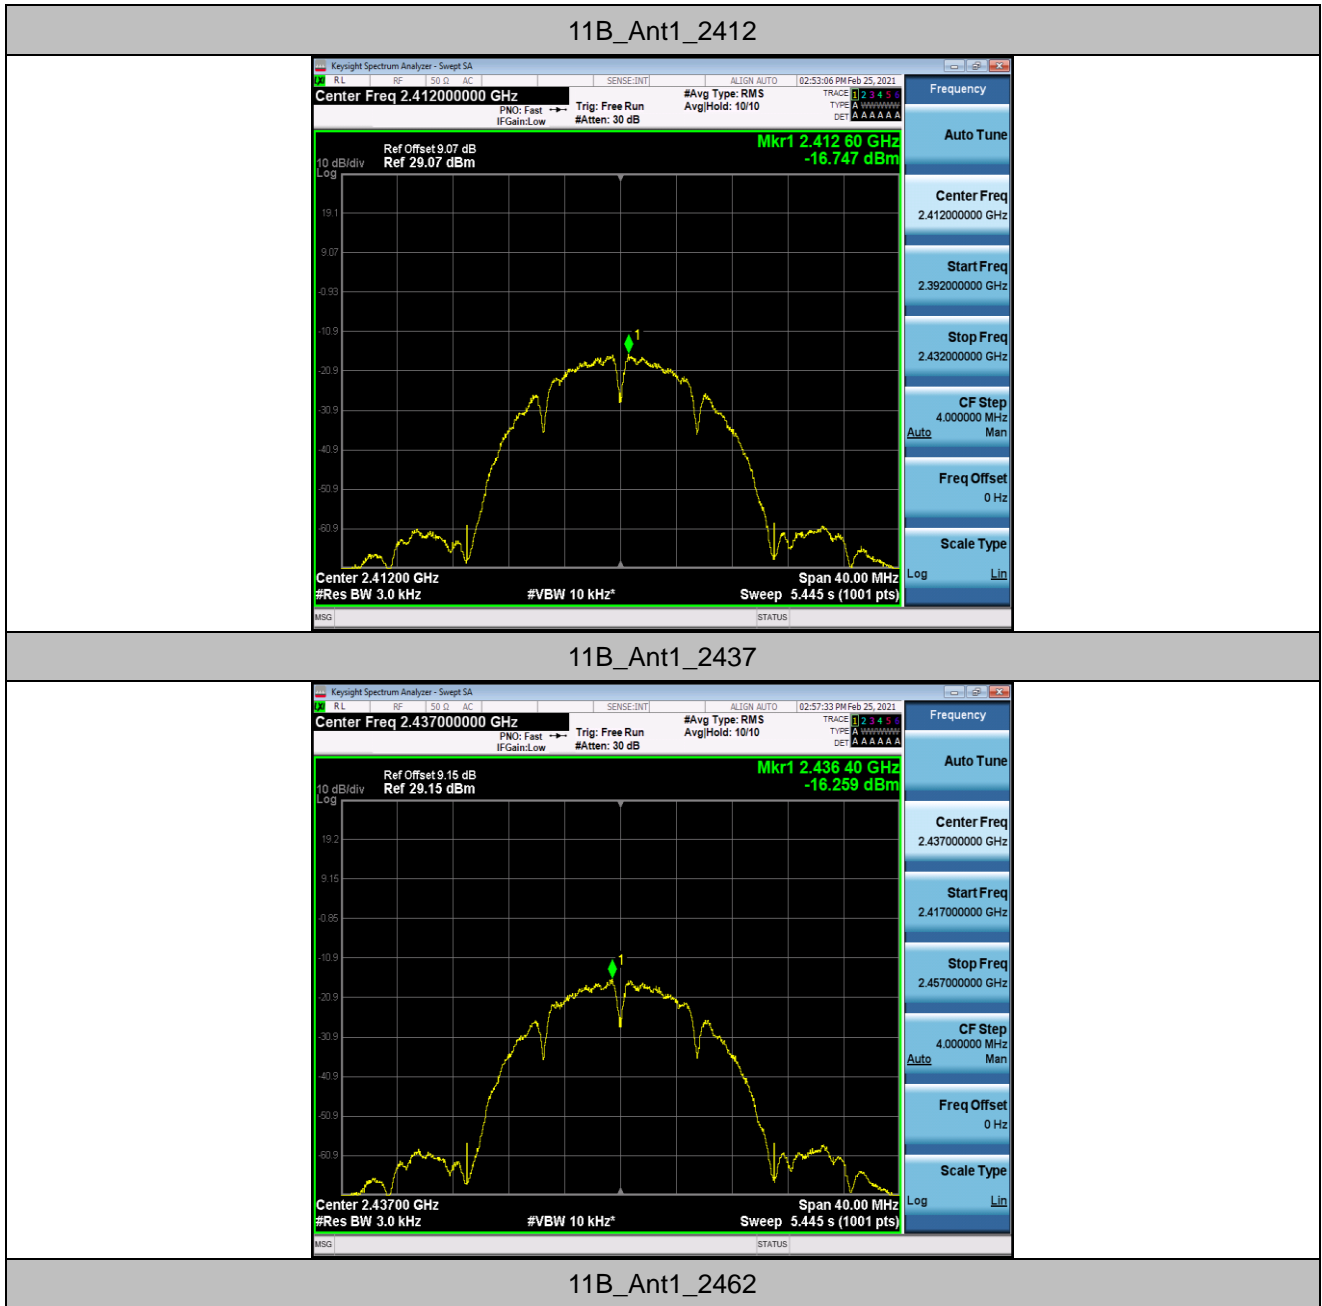 11B_Ant1_2412
Keysight Spectrum Analyzer - Swept SA
RL RF 50 Ω AC SENSE:INT ALIGN AUTO 02:53:06 PM Feb 25, 2021
Center Freq 2.412000000 GHz #Avg Type: RMS TRACE 1 2 3 4 5 6
PNO: Fast Trig: Free Run Avg|Hold: 10/10 TYPE A WWWWW
IFGain:Low #Atten: 30 dB DET A A A A A A
Frequency
Mkr1 2.412 60 GHz
Ref Offset 9.07 dB
-16.747 dBm
10 dB/div Ref 29.07 dBm
Log
19.1
9.07
-0.93
-10.9
-20.9
-30.9
-40.9
-50.9
-60.9
1
Center 2.41200 GHz Span 40.00 MHz
#Res BW 3.0 kHz #VBW 10 kHz* Sweep 5.445 s (1001 pts)
MSG STATUS
Auto Tune
Center Freq
2.412000000 GHz
Start Freq
2.392000000 GHz
Stop Freq
2.432000000 GHz
CF Step
4.000000 MHz
Auto Man
Freq Offset
0 Hz
Scale Type
Log Lin
11B_Ant1_2437
Keysight Spectrum Analyzer - Swept SA
RL RF 50 Ω AC SENSE:INT ALIGN AUTO 02:57:33 PM Feb 25, 2021
Center Freq 2.437000000 GHz #Avg Type: RMS TRACE 1 2 3 4 5 6
PNO: Fast Trig: Free Run Avg|Hold: 10/10 TYPE A WWWWW
IFGain:Low #Atten: 30 dB DET A A A A A A
Frequency
Mkr1 2.436 40 GHz
Ref Offset 9.15 dB
-16.259 dBm
10 dB/div Ref 29.15 dBm
Log
19.2
9.15
-0.85
-10.9
-20.9
-30.9
-40.9
-50.9
-60.9
1
Center 2.43700 GHz Span 40.00 MHz
#Res BW 3.0 kHz #VBW 10 kHz* Sweep 5.445 s (1001 pts)
MSG STATUS
Auto Tune
Center Freq
2.437000000 GHz
Start Freq
2.417000000 GHz
Stop Freq
2.457000000 GHz
CF Step
4.000000 MHz
Auto Man
Freq Offset
0 Hz
Scale Type
Log Lin
11B_Ant1_2462